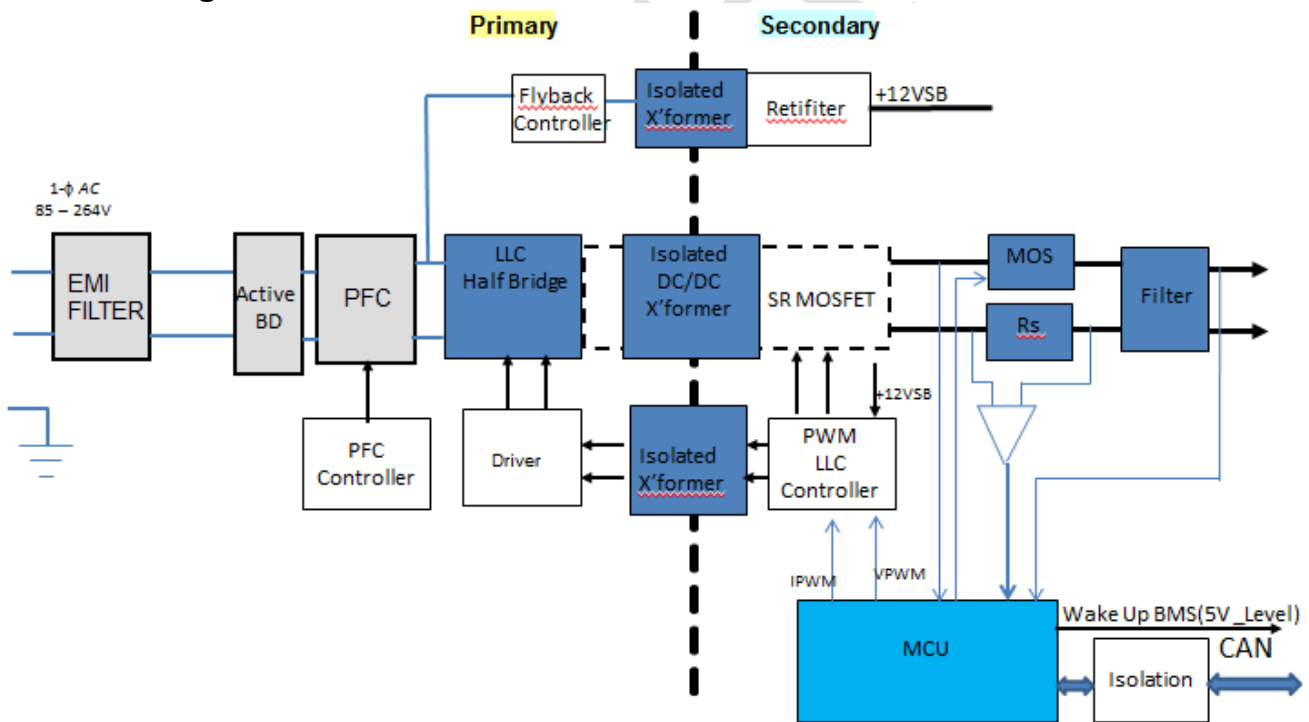 Primary
Secondary
Flyback
Controller
Isolated
X'former
Retifiter
+12VSB
1-ϕ AC
85 – 264V
EMI
FILTER
Active
BD
PFC
LLC
Half Bridge
Isolated
DC/DC
X'former
SR MOSFET
MOS
Rs
Filter
PFC
Controller
Driver
Isolated
X'former
PWM
LLC
Controller
+12VSB
IPWM
VPWM
MCU
Wake Up BMS(5V_Level)
CAN
Isolation